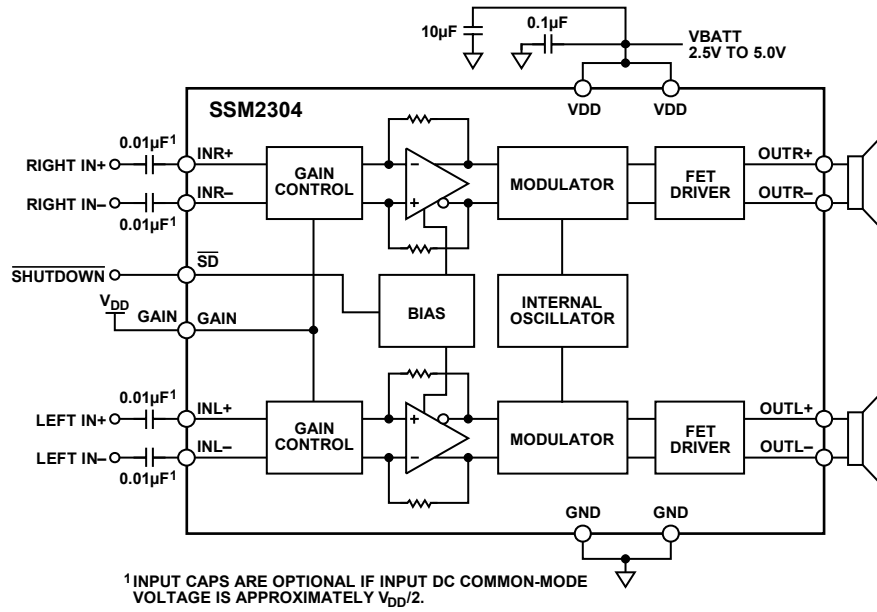 10µF
0.1µF
VBATT
2.5V TO 5.0V
SSM2304
VDD
VDD
0.01µF¹
RIGHT IN+
INR+
GAIN
CONTROL
MODULATOR
FET
DRIVER
OUTR+
RIGHT IN–
INR–
OUTR–
0.01µF¹
SHUTDOWN
SD
BIAS
INTERNAL
OSCILLATOR
VDD
GAIN
GAIN
0.01µF¹
LEFT IN+
INL+
GAIN
CONTROL
MODULATOR
FET
DRIVER
OUTL+
LEFT IN–
INL–
OUTL–
0.01µF¹
GND
GND
¹INPUT CAPS ARE OPTIONAL IF INPUT DC COMMON-MODE
VOLTAGE IS APPROXIMATELY VDD/2.